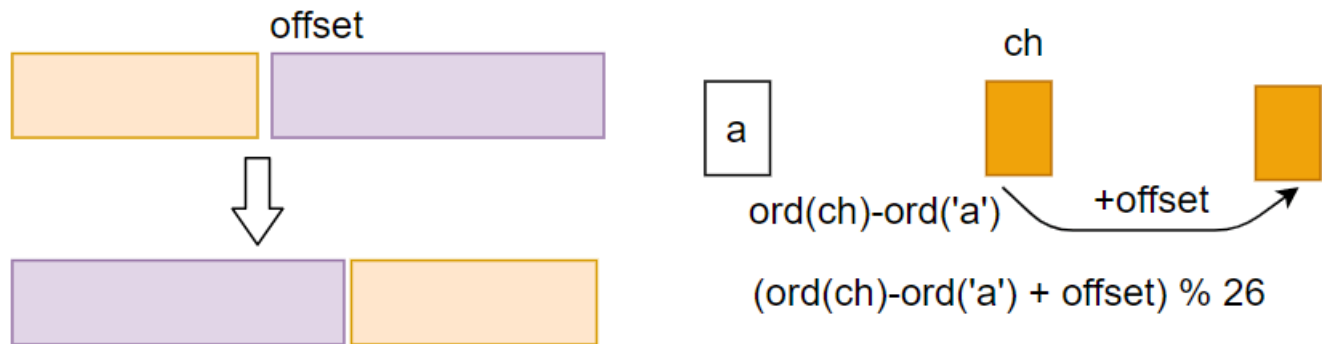 offset
ch
a
ord(ch)-ord('a')
+offset
(ord(ch)-ord('a') + offset) % 26